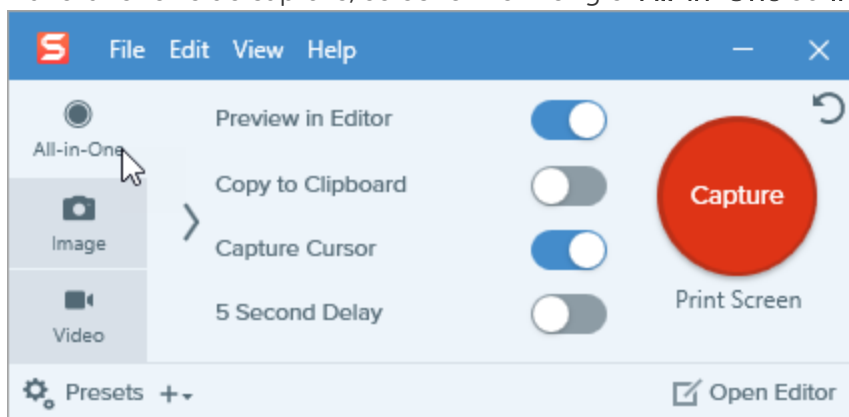 File Edit View Help
All-in-One
Image
Video
Preview in Editor
Copy to Clipboard
Capture Cursor
5 Second Delay
Capture
Print Screen
Presets
Open Editor